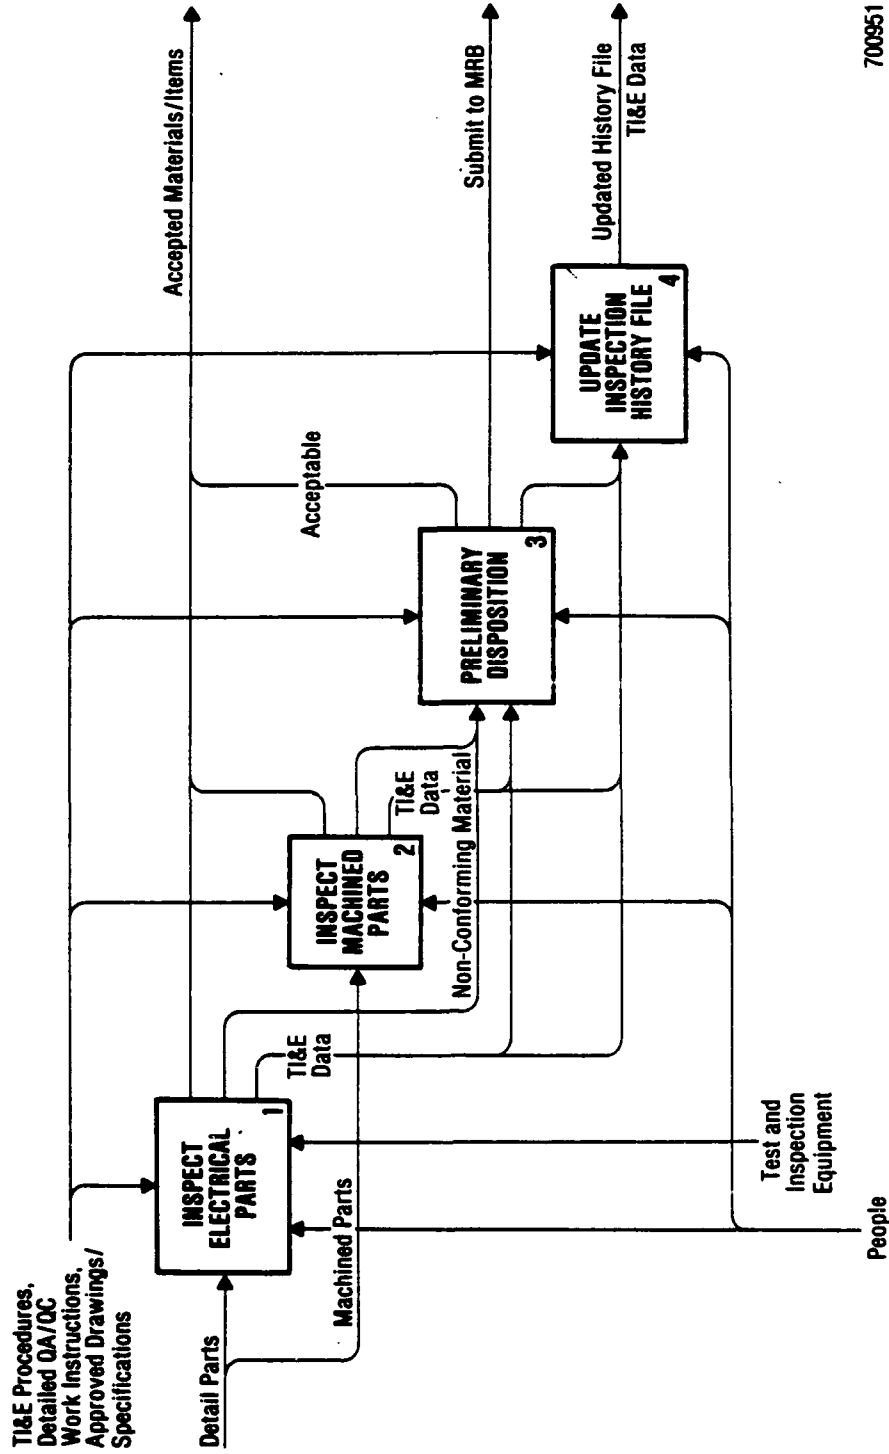 TI&E Procedures,
Detailed QA/QC
Work Instructions,
Approved Drawings/
Specifications
Detail Parts
Machined Parts
INSPECT
ELECTRICAL
PARTS
1
TI&E
Data
INSPECT
MACHINED
PARTS
2
TI&E
Data
Non-Conforming Material
PRELIMINARY
DISPOSITION
3
Acceptable
UPDATE
INSPECTION
HISTORY FILE
4
Accepted Materials/Items
Submit to MRB
Updated History File
TI&E Data
Test and
Inspection
Equipment
People
700951